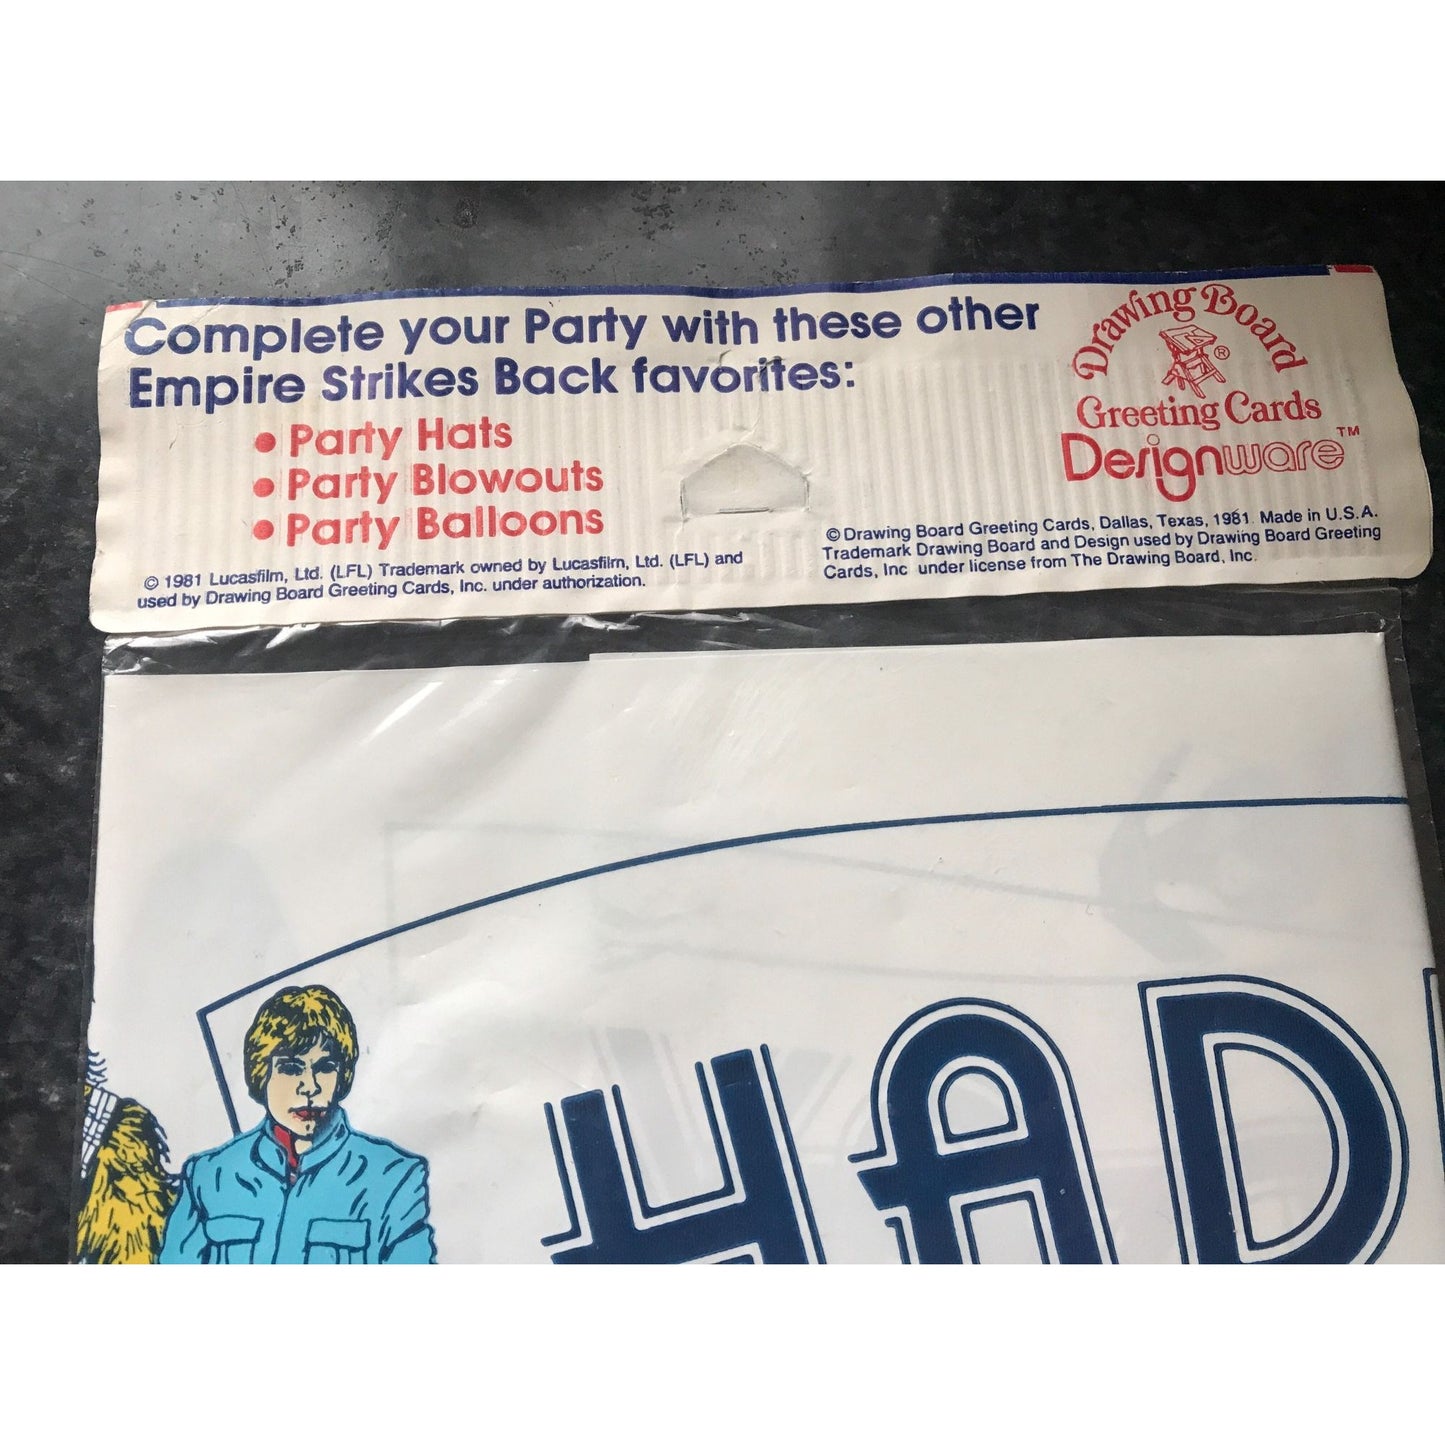 Complete your Party with these other
Empire Strikes Back favorites:
• Party Hats
• Party Blowouts
• Party Balloons
© 1981 Lucasfilm, Ltd. (LFL) Trademark owned by Lucasfilm, Ltd. (LFL) and
used by Drawing Board Greeting Cards, Inc. under authorization.
Drawing Board
®
Greeting Cards
Designware™
© Drawing Board Greeting Cards, Dallas, Texas, 1981. Made in U.S.A.
Trademark Drawing Board and Design used by Drawing Board Greeting
Cards, Inc under license from The Drawing Board, Inc.
HAP